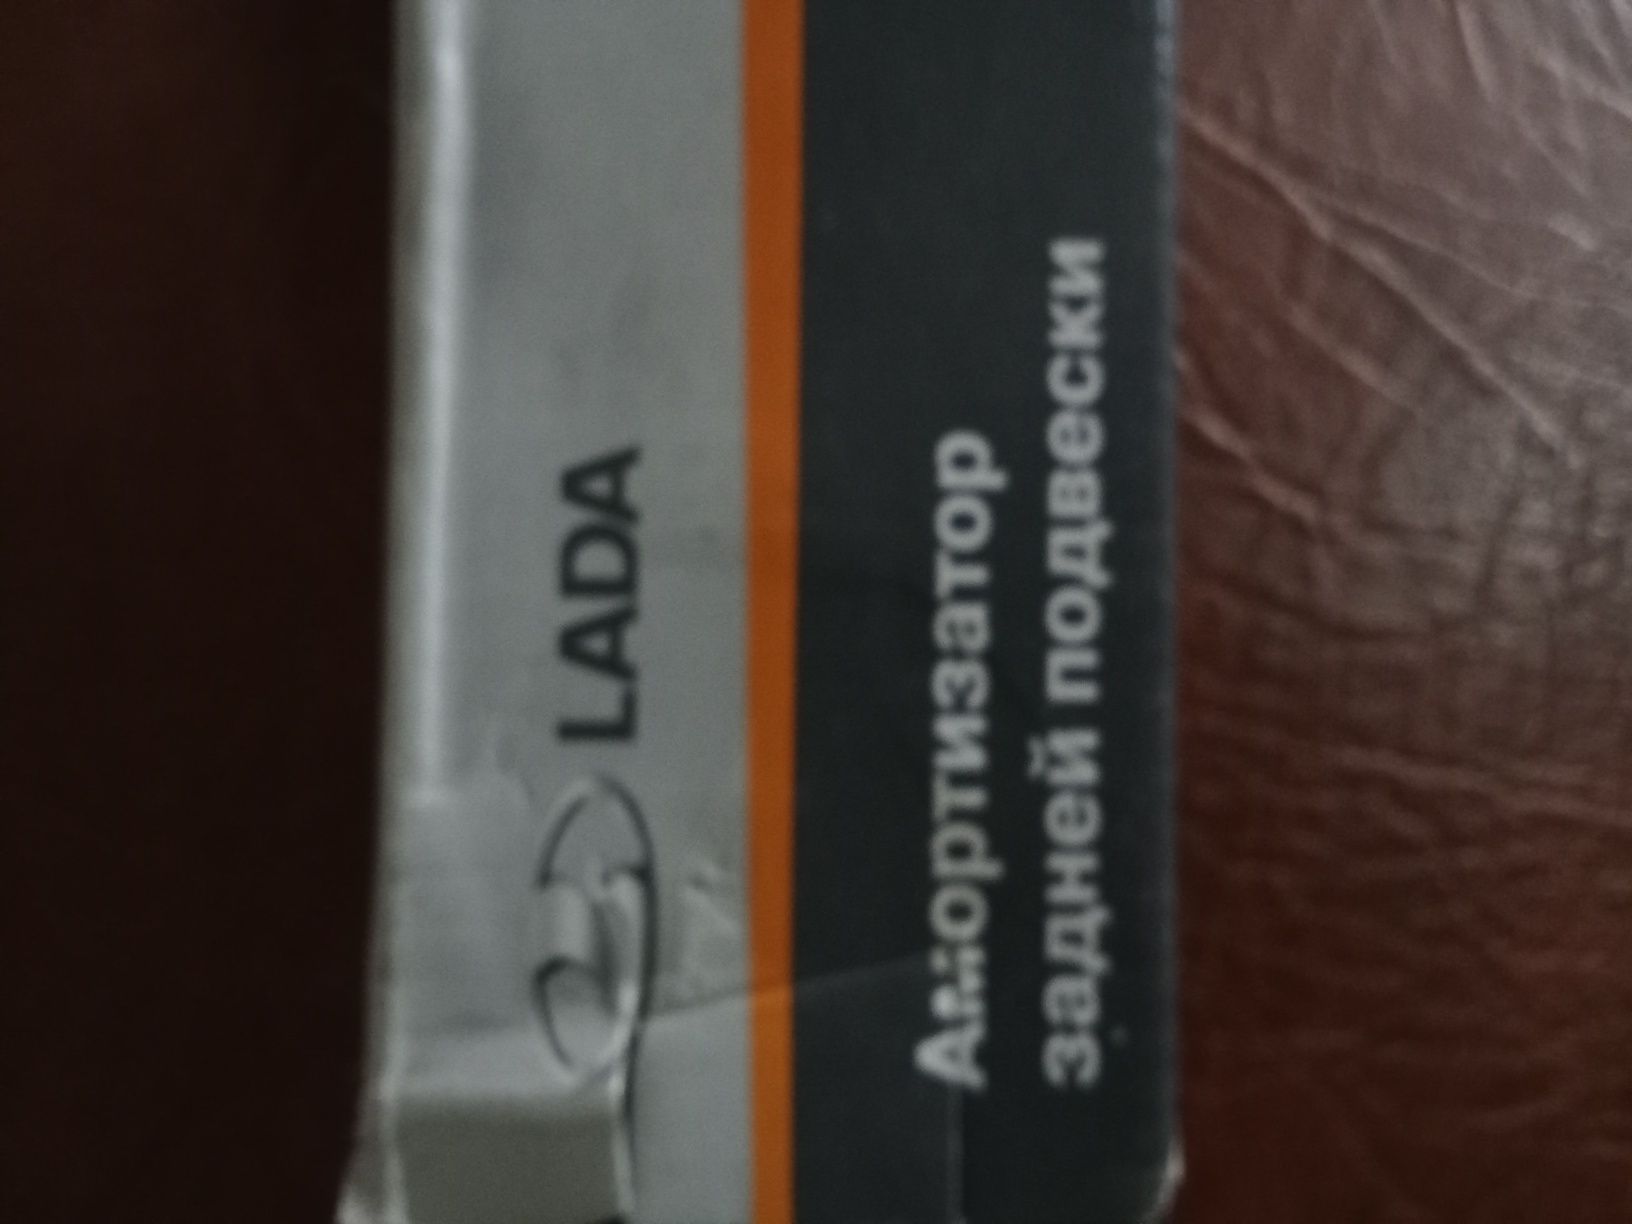 LADA
Амортизатор
задней подвески